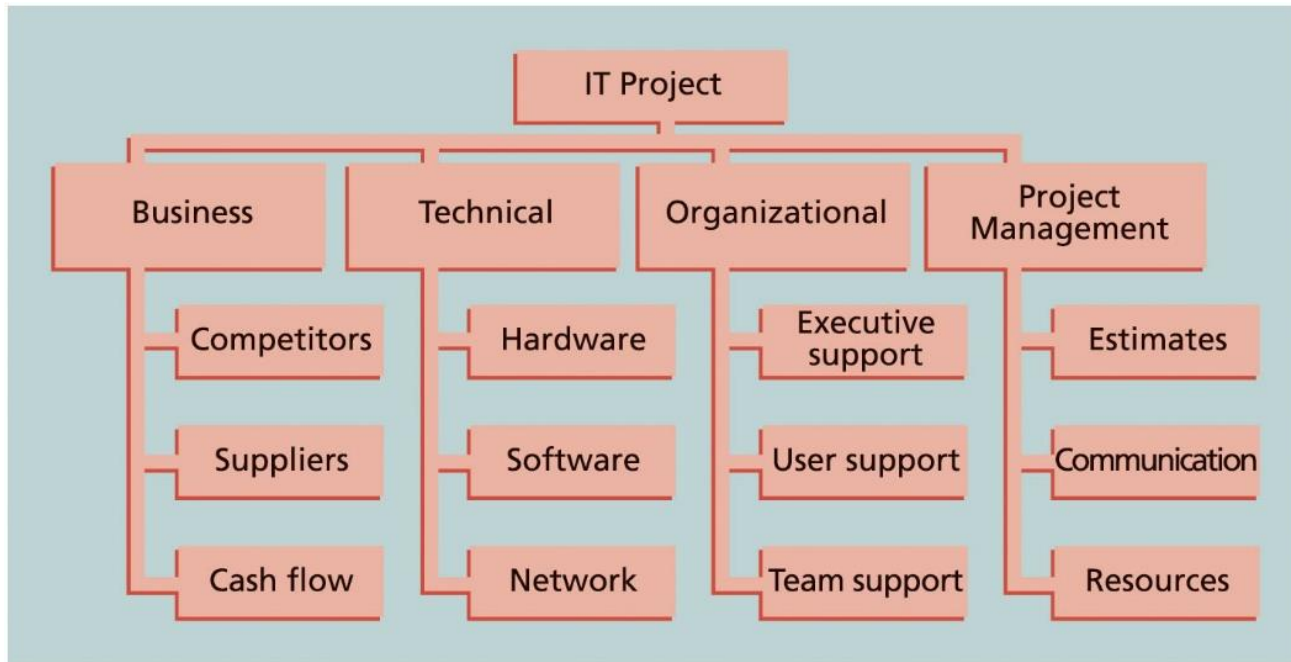 IT Project
Business
Technical
Organizational
Project
Management
Competitors
Hardware
Executive
support
Estimates
Suppliers
Software
User support
Communication
Cash flow
Network
Team support
Resources